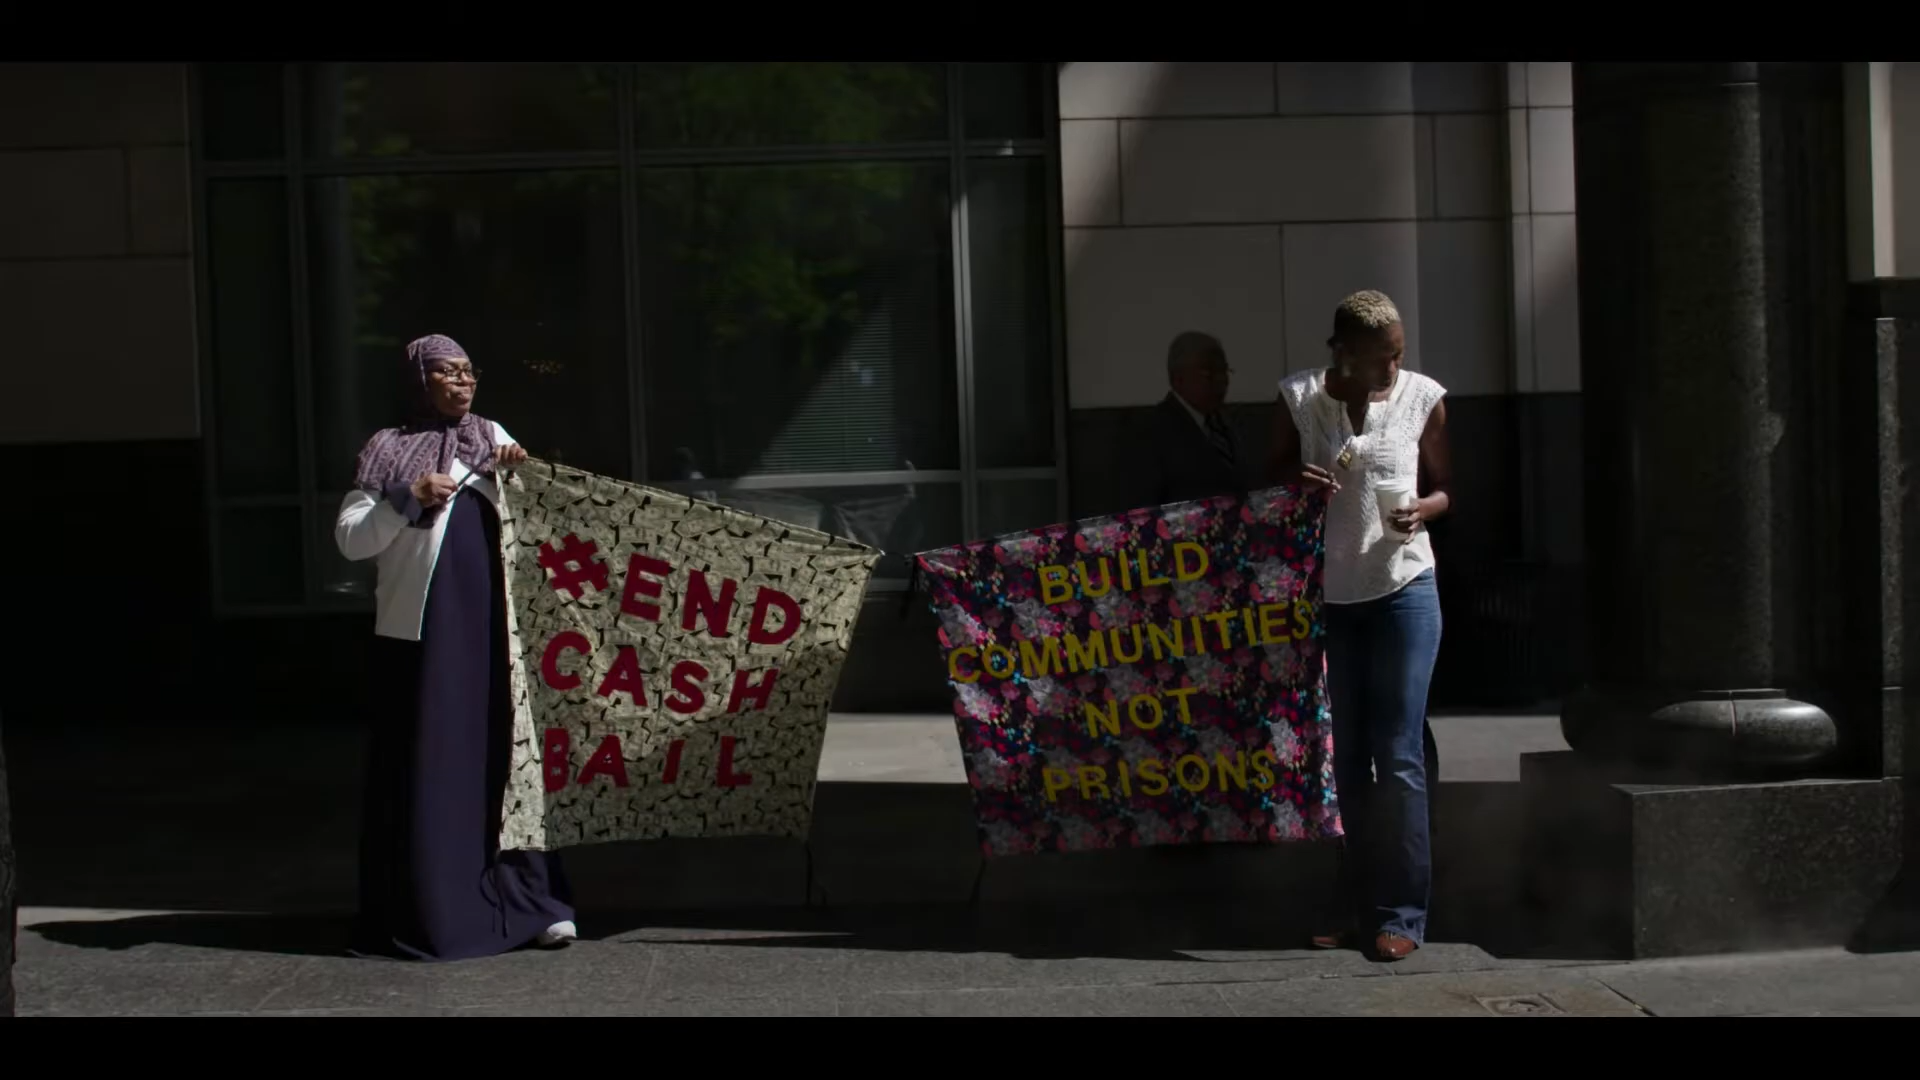 #END
CASH
BAIL
BUILD
COMMUNITIES
NOT
PRISONS